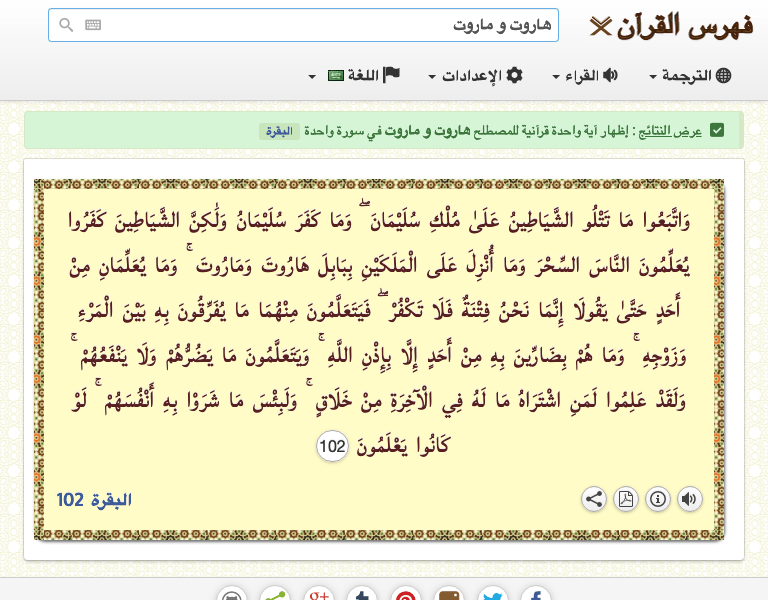 فهرس القرآن
هاروت و ماروت
الترجمة
القراء
الإعدادات
اللغة
عرض النتائج : إظهار آية واحدة قرآنية للمصطلح هاروت و ماروت في سورة واحدة البقرة
وَاتَّبَعُوا مَا تَتْلُو الشَّيَاطِينُ عَلَىٰ مُلْكِ سُلَيْمَانَ ۖ وَمَا كَفَرَ سُلَيْمَانُ وَلَٰكِنَّ الشَّيَاطِينَ كَفَرُوا
يُعَلِّمُونَ النَّاسَ السِّحْرَ وَمَا أُنْزِلَ عَلَى الْمَلَكَيْنِ بِبَابِلَ هَارُوتَ وَمَارُوتَ ۚ وَمَا يُعَلِّمَانِ مِنْ
أَحَدٍ حَتَّىٰ يَقُولَا إِنَّمَا نَحْنُ فِتْنَةٌ فَلَا تَكْفُرْ ۖ فَيَتَعَلَّمُونَ مِنْهُمَا مَا يُفَرِّقُونَ بِهِ بَيْنَ الْمَرْءِ
وَزَوْجِهِ ۚ وَمَا هُمْ بِضَارِّينَ بِهِ مِنْ أَحَدٍ إِلَّا بِإِذْنِ اللَّهِ ۚ وَيَتَعَلَّمُونَ مَا يَضُرُّهُمْ وَلَا يَنْفَعُهُمْ ۚ
وَلَقَدْ عَلِمُوا لَمَنِ اشْتَرَاهُ مَا لَهُ فِي الْآخِرَةِ مِنْ خَلَاقٍ ۚ وَلَبِئْسَ مَا شَرَوْا بِهِ أَنْفُسَهُمْ ۚ لَوْ
كَانُوا يَعْلَمُونَ 102
البقرة 102